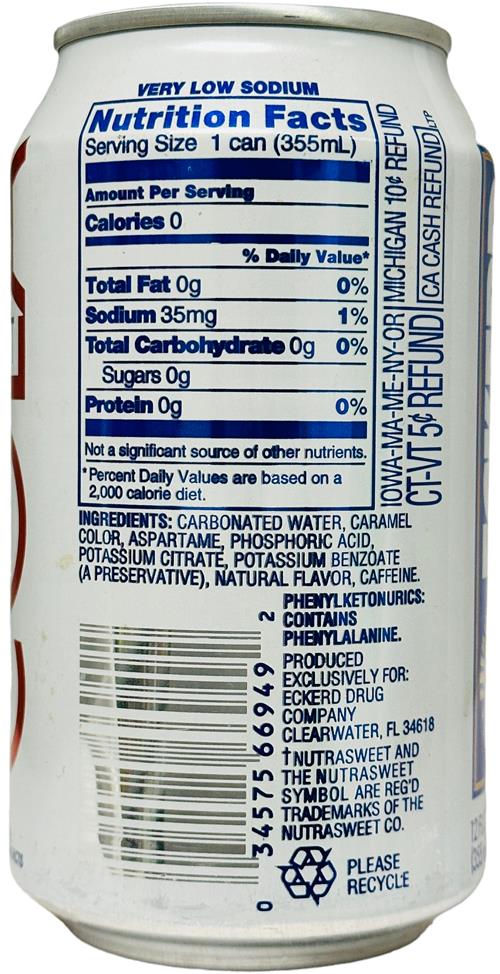 VERY LOW SODIUM
Nutrition Facts
Serving Size 1 can (355mL)
Amount Per Serving
Calories 0
% Daily Value*
Total Fat 0g 0%
Sodium 35mg 1%
Total Carbohydrate 0g 0%
Sugars 0g
Protein 0g 0%
Not a significant source of other nutrients.
*Percent Daily Values are based on a
2,000 calorie diet.
IOWA-MA-ME-NY-OR MICHIGAN 10¢ REFUND
CT-VT 5¢ REFUND CA CASH REFUND
INGREDIENTS: CARBONATED WATER, CARAMEL
COLOR, ASPARTAME, PHOSPHORIC ACID,
POTASSIUM CITRATE, POTASSIUM BENZOATE
(A PRESERVATIVE), NATURAL FLAVOR, CAFFEINE.
PHENYLKETONURICS:
CONTAINS
PHENYLALANINE.
PRODUCED
EXCLUSIVELY FOR:
ECKERD DRUG
COMPANY
CLEARWATER, FL 34618
†NUTRASWEET AND
THE NUTRASWEET
SYMBOL ARE REG'D
TRADEMARKS OF THE
NUTRASWEET CO.
0 34575 66949 2
PLEASE
RECYCLE